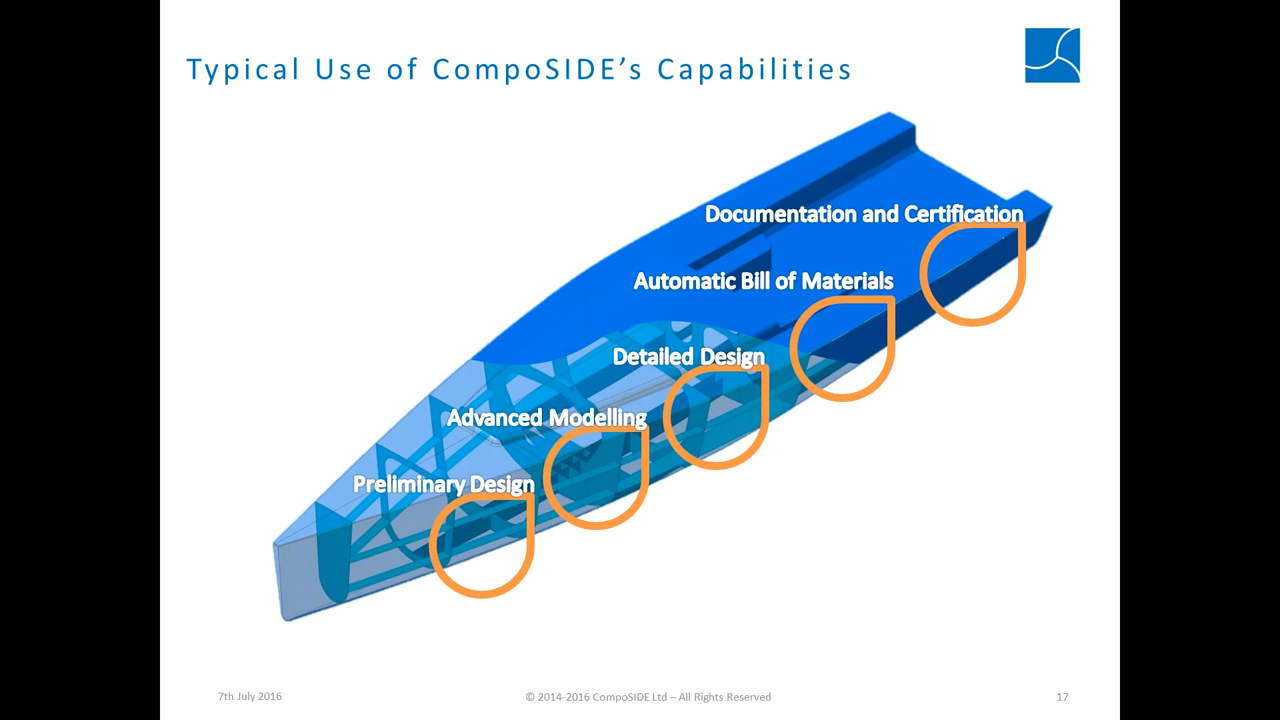 Typical Use of CompoSIDE’s Capabilities
Documentation and Certification
Automatic Bill of Materials
Detailed Design
Advanced Modelling
Preliminary Design
7th July 2016
© 2014-2016 CompoSIDE Ltd – All Rights Reserved
17